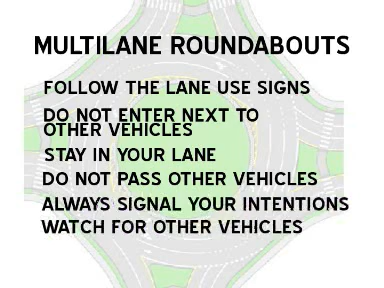 MULTILANE ROUNDABOUTS
FOLLOW THE LANE USE SIGNS
DO NOT ENTER NEXT TO
OTHER VEHICLES
STAY IN YOUR LANE
DO NOT PASS OTHER VEHICLES
ALWAYS SIGNAL YOUR INTENTIONS
WATCH FOR OTHER VEHICLES